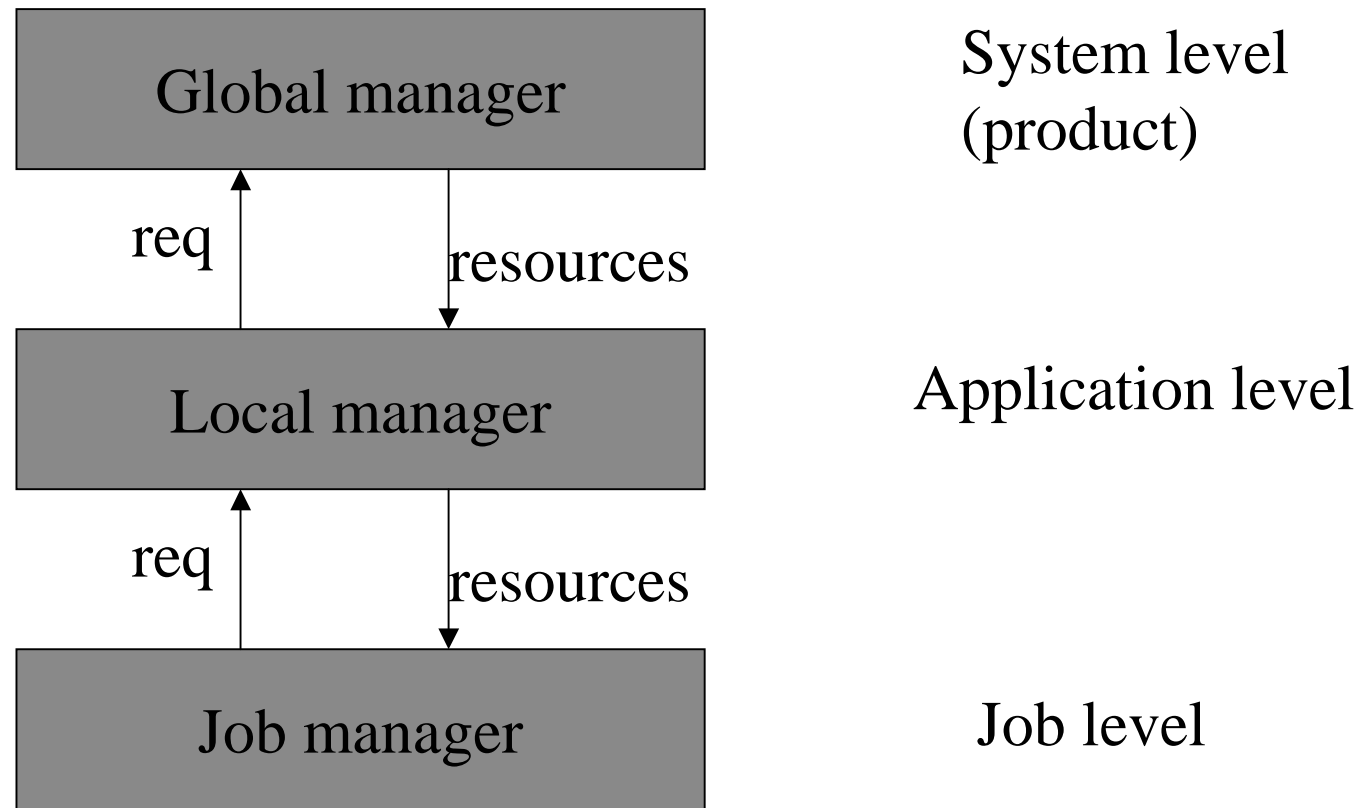 Global manager
System level
(product)
req
resources
Local manager
Application level
req
resources
Job manager
Job level